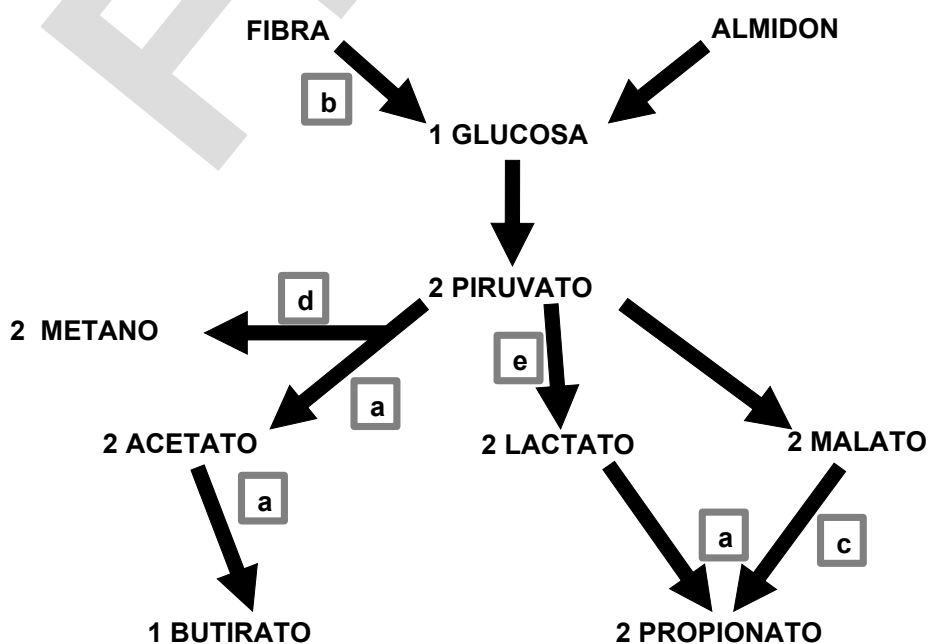 FIBRA
ALMIDON
b
1 GLUCOSA
2 PIRUVATO
d
2 METANO
e
a
2 ACETATO
2 LACTATO
2 MALATO
a
a
c
1 BUTIRATO
2 PROPIONATO